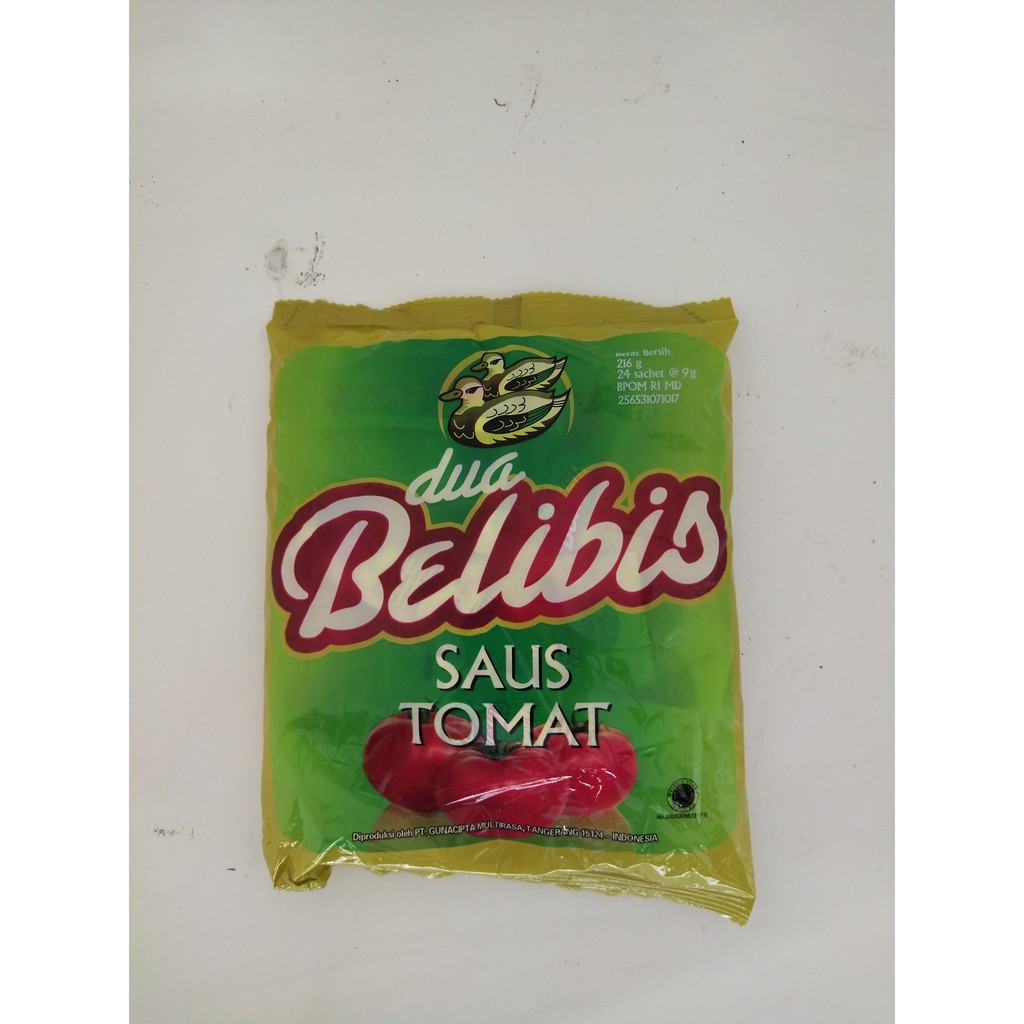 Berat Bersih
216 g
24 sachet @ 9g
BPOM RI MD
256531071017
dua
Belibis
SAUS
TOMAT
Diproduksi oleh PT. GUNACIPTA MULTIRASA, TANGERANG 15124 - INDONESIA